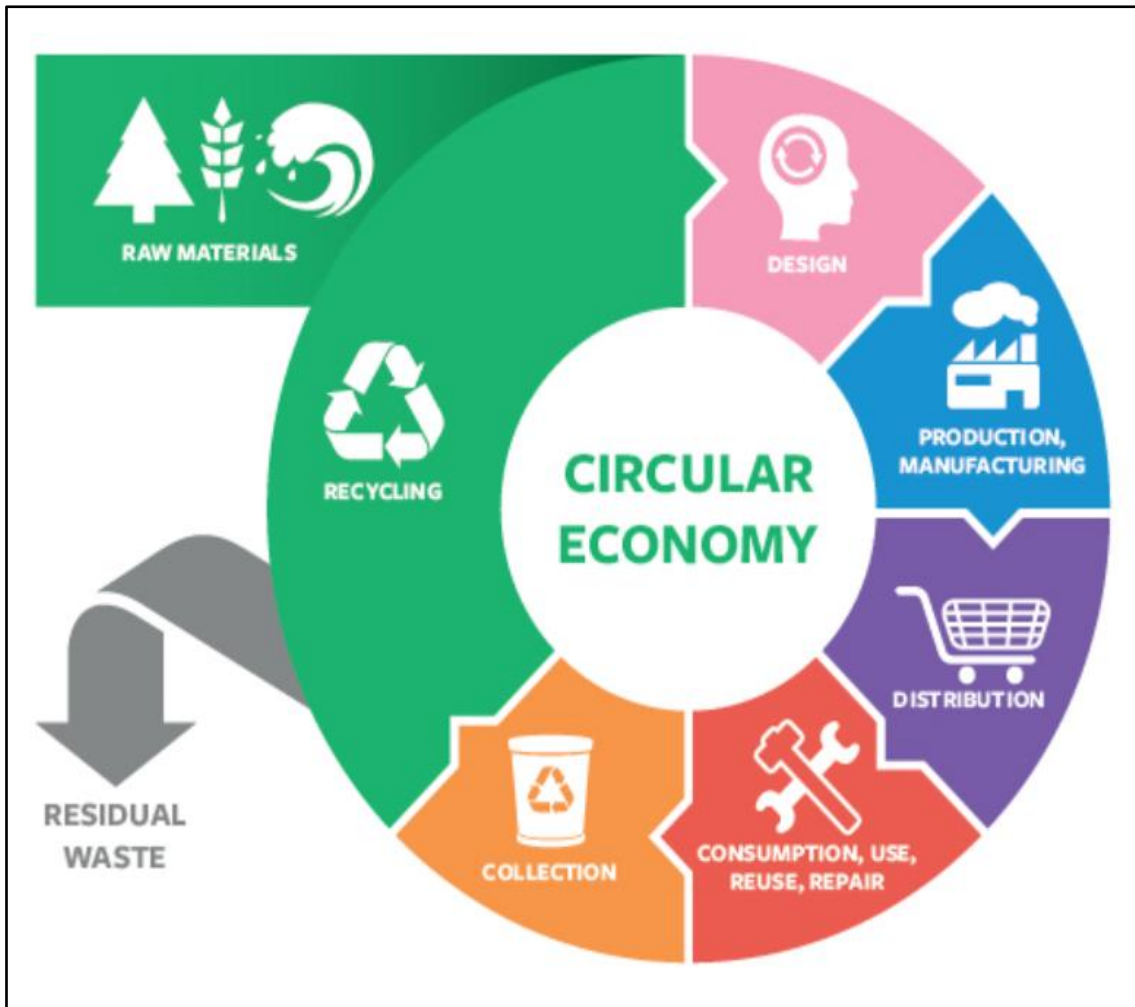 RAW MATERIALS
DESIGN
PRODUCTION,
MANUFACTURING
DISTRIBUTION
CONSUMPTION, USE,
REUSE, REPAIR
COLLECTION
RECYCLING
CIRCULAR
ECONOMY
RESIDUAL
WASTE